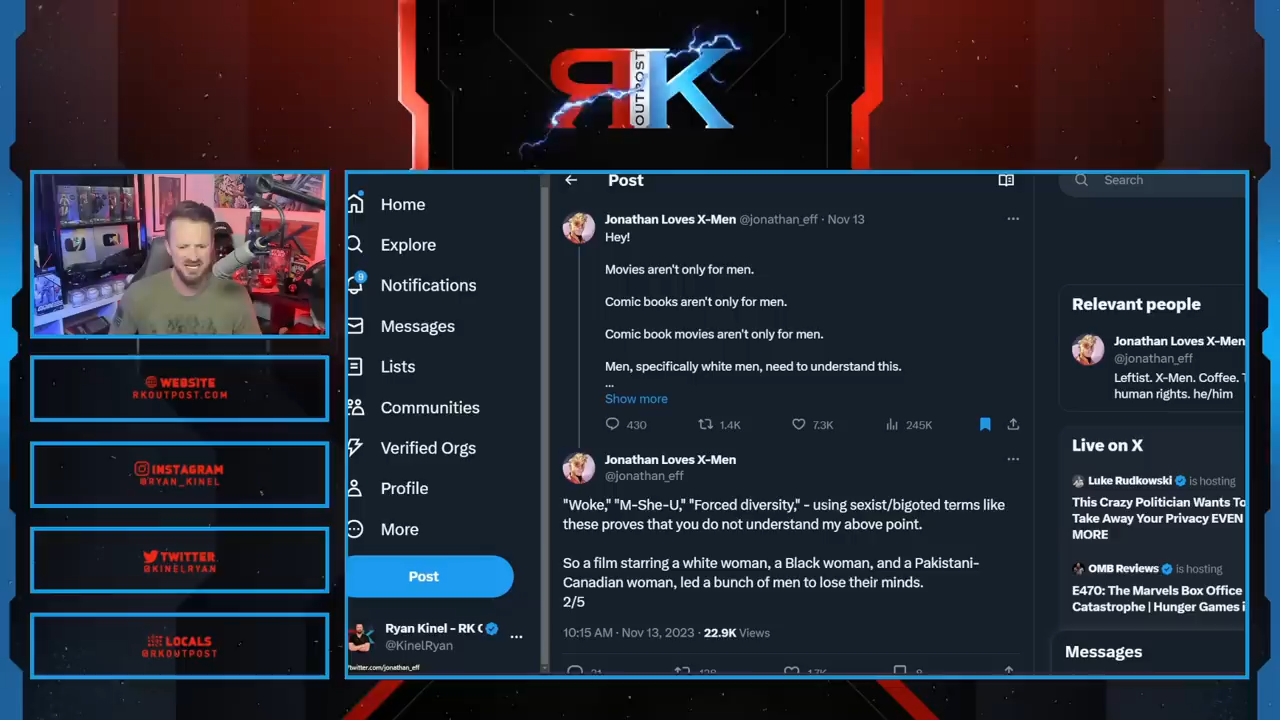 RK
OUTPOST
WEBSITE
RKOUTPOST.COM
INSTAGRAM
@RYAN_KINEL
TWITTER
@KINELRYAN
LOCALS
@RKOUTPOST
Home
Explore
9
Notifications
Messages
Lists
Communities
Verified Orgs
Profile
More
Post
Ryan Kinel - RK
@KinelRyan
twitter.com/jonathan_eff
Post
Jonathan Loves X-Men @jonathan_eff · Nov 13
Hey!
Movies aren't only for men.
Comic books aren't only for men.
Comic book movies aren't only for men.
Men, specifically white men, need to understand this.
...
Show more
430 1.4K 7.3K 245K
Jonathan Loves X-Men
@jonathan_eff
"Woke," "M-She-U," "Forced diversity," - using sexist/bigoted terms like
these proves that you do not understand my above point.
So a film starring a white woman, a Black woman, and a Pakistani-
Canadian woman, led a bunch of men to lose their minds.
2/5
10:15 AM · Nov 13, 2023 · 22.9K Views
Search
Relevant people
Jonathan Loves X-Men
@jonathan_eff
Leftist. X-Men. Coffee.
human rights. he/him
Live on X
Luke Rudkowski is hosting
This Crazy Politician Wants To
Take Away Your Privacy EVEN
MORE
OMB Reviews is hosting
E470: The Marvels Box Office
Catastrophe | Hunger Games
Messages